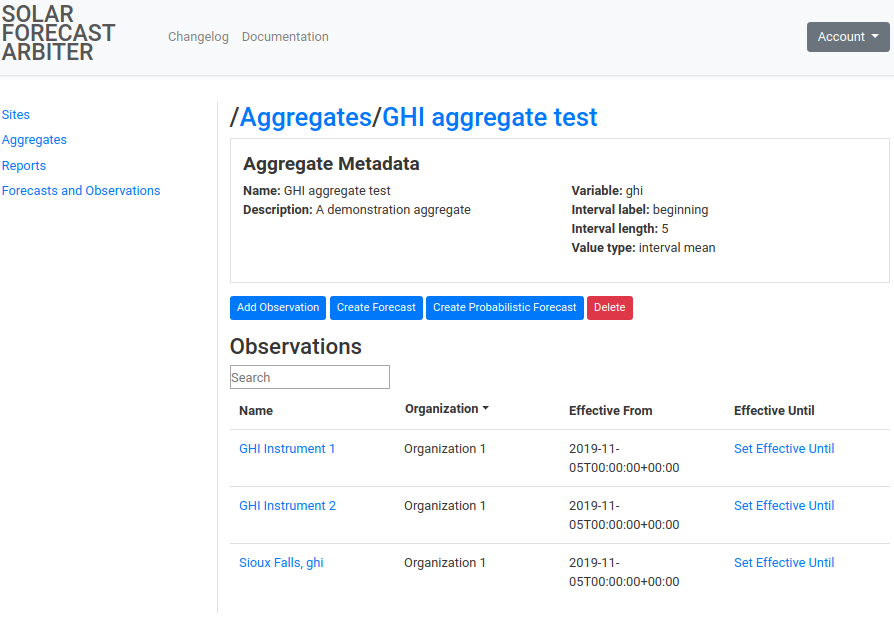 SOLAR
FORECAST
ARBITER
Changelog Documentation
Account
Sites
Aggregates
Reports
Forecasts and Observations
/Aggregates/GHI aggregate test
Aggregate Metadata
Name: GHI aggregate test
Description: A demonstration aggregate
Variable: ghi
Interval label: beginning
Interval length: 5
Value type: interval mean
Add Observation Create Forecast Create Probabilistic Forecast Delete
Observations
Search
Name Organization Effective From Effective Until
GHI Instrument 1 Organization 1 2019-11- Set Effective Until
05T00:00:00+00:00
GHI Instrument 2 Organization 1 2019-11- Set Effective Until
05T00:00:00+00:00
Sioux Falls, ghi Organization 1 2019-11- Set Effective Until
05T00:00:00+00:00